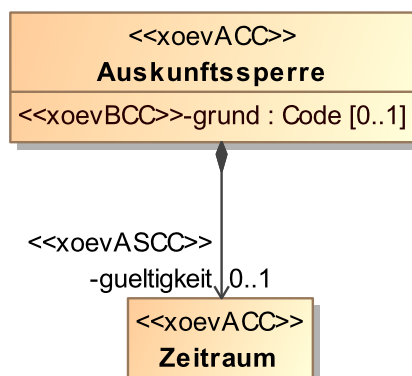 <<xoevACC>>
Auskunftssperre
<<xoevBCC>>-grund : Code [0..1]
<<xoevASCC>>
-gueltigkeit 0..1
<<xoevACC>>
Zeitraum